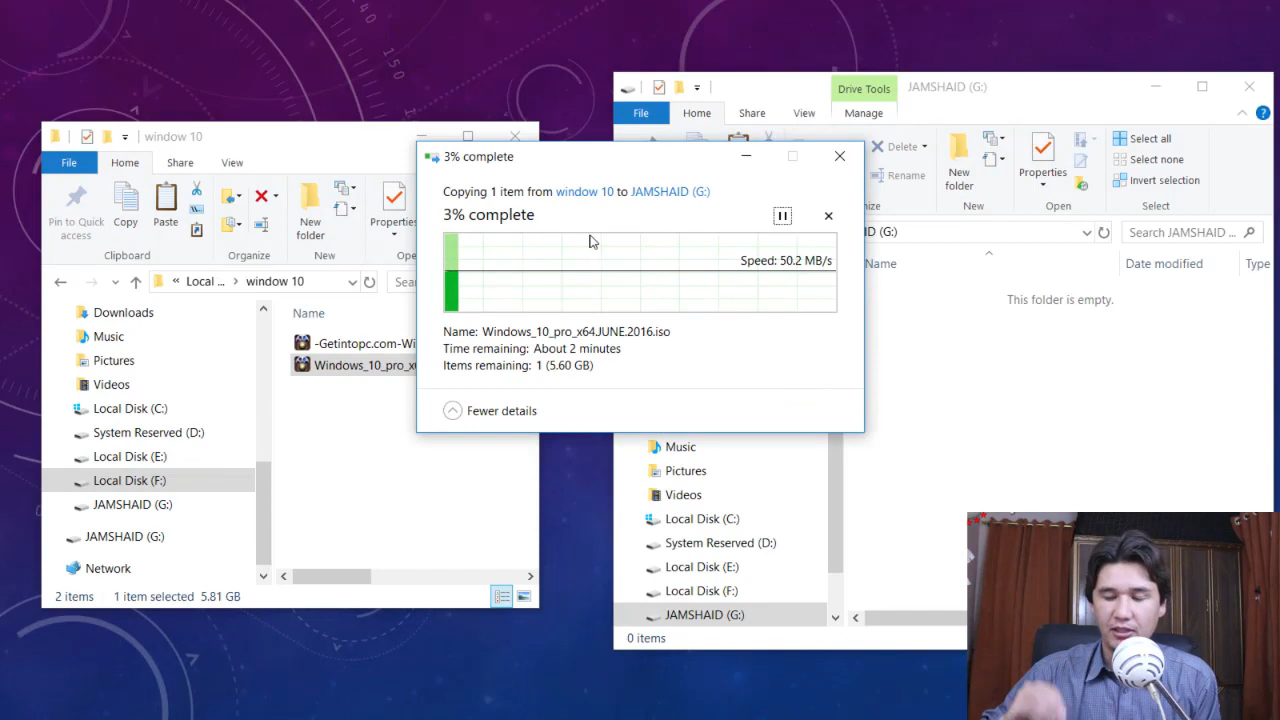 150
window 10
File
Home
Share
View
Pin to Quick access
Copy
Paste
New folder
Properties
Clipboard
Organize
New
Local ...
window 10
Downloads
Music
Pictures
Videos
Local Disk (C:)
System Reserved (D:)
Local Disk (E:)
Local Disk (F:)
JAMSHAID (G:)
JAMSHAID (G:)
Network
Name
-Getintopc.com-Wi
Windows_10_pro_x6
2 items
1 item selected 5.81 GB
3% complete
Copying 1 item from window 10 to JAMSHAID (G:)
3% complete
Speed: 50.2 MB/s
Name: Windows_10_pro_x64.JUNE.2016.iso
Time remaining: About 2 minutes
Items remaining: 1 (5.60 GB)
Fewer details
Drive Tools
JAMSHAID (G:)
File
Home
Share
View
Manage
Delete
Rename
New folder
Properties
Select all
Select none
Invert selection
New
Open
Select
(G:)
Search JAMSHAID ...
Name
Date modified
Type
This folder is empty.
Music
Pictures
Videos
Local Disk (C:)
System Reserved (D:)
Local Disk (E:)
Local Disk (F:)
JAMSHAID (G:)
0 items